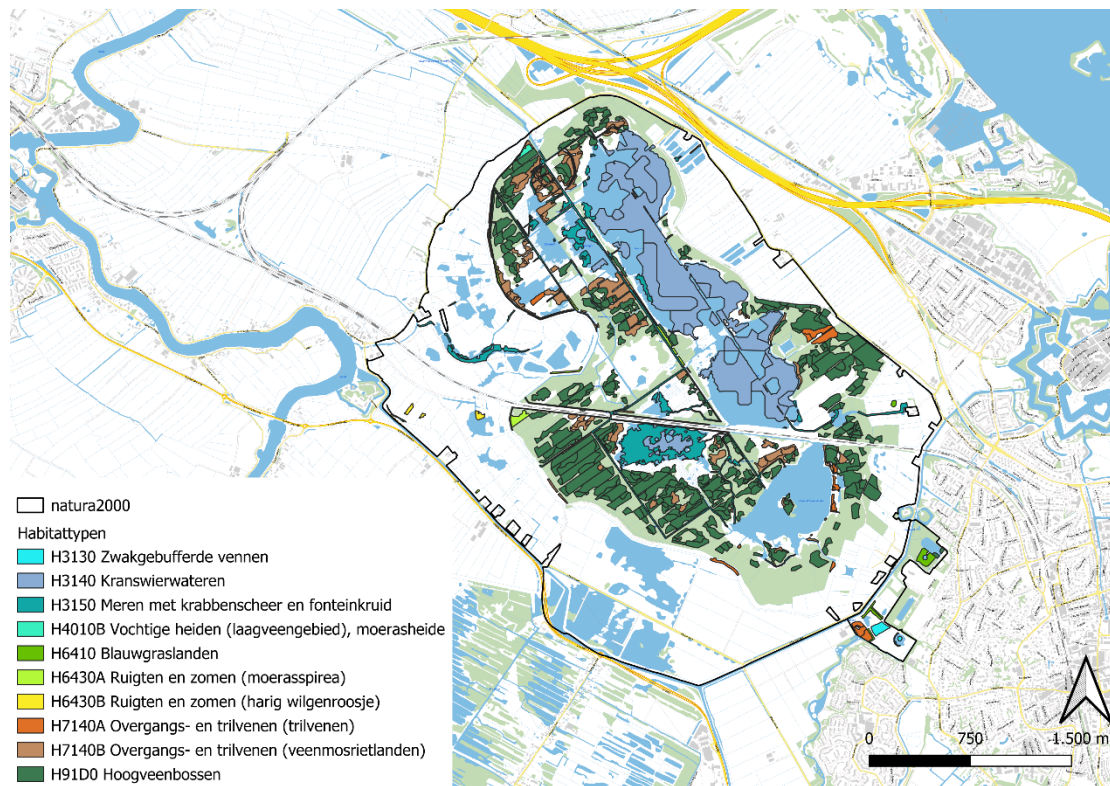 natura2000
Habitattypen
H3130 Zwakgebufferde vennen
H3140 Kranswierwateren
H3150 Meren met krabbenscheer en fonteinkruid
H4010B Vochtige heiden (laagveengebied), moerasheide
H6410 Blauwgraslanden
H6430A Ruigten en zomen (moerasspirea)
H6430B Ruigten en zomen (harig wilgenroosje)
H7140A Overgangs- en trilvenen (trilvenen)
H7140B Overgangs- en trilvenen (veenmosrietlanden)
H91D0 Hoogveenbossen
0 750 1.500 m